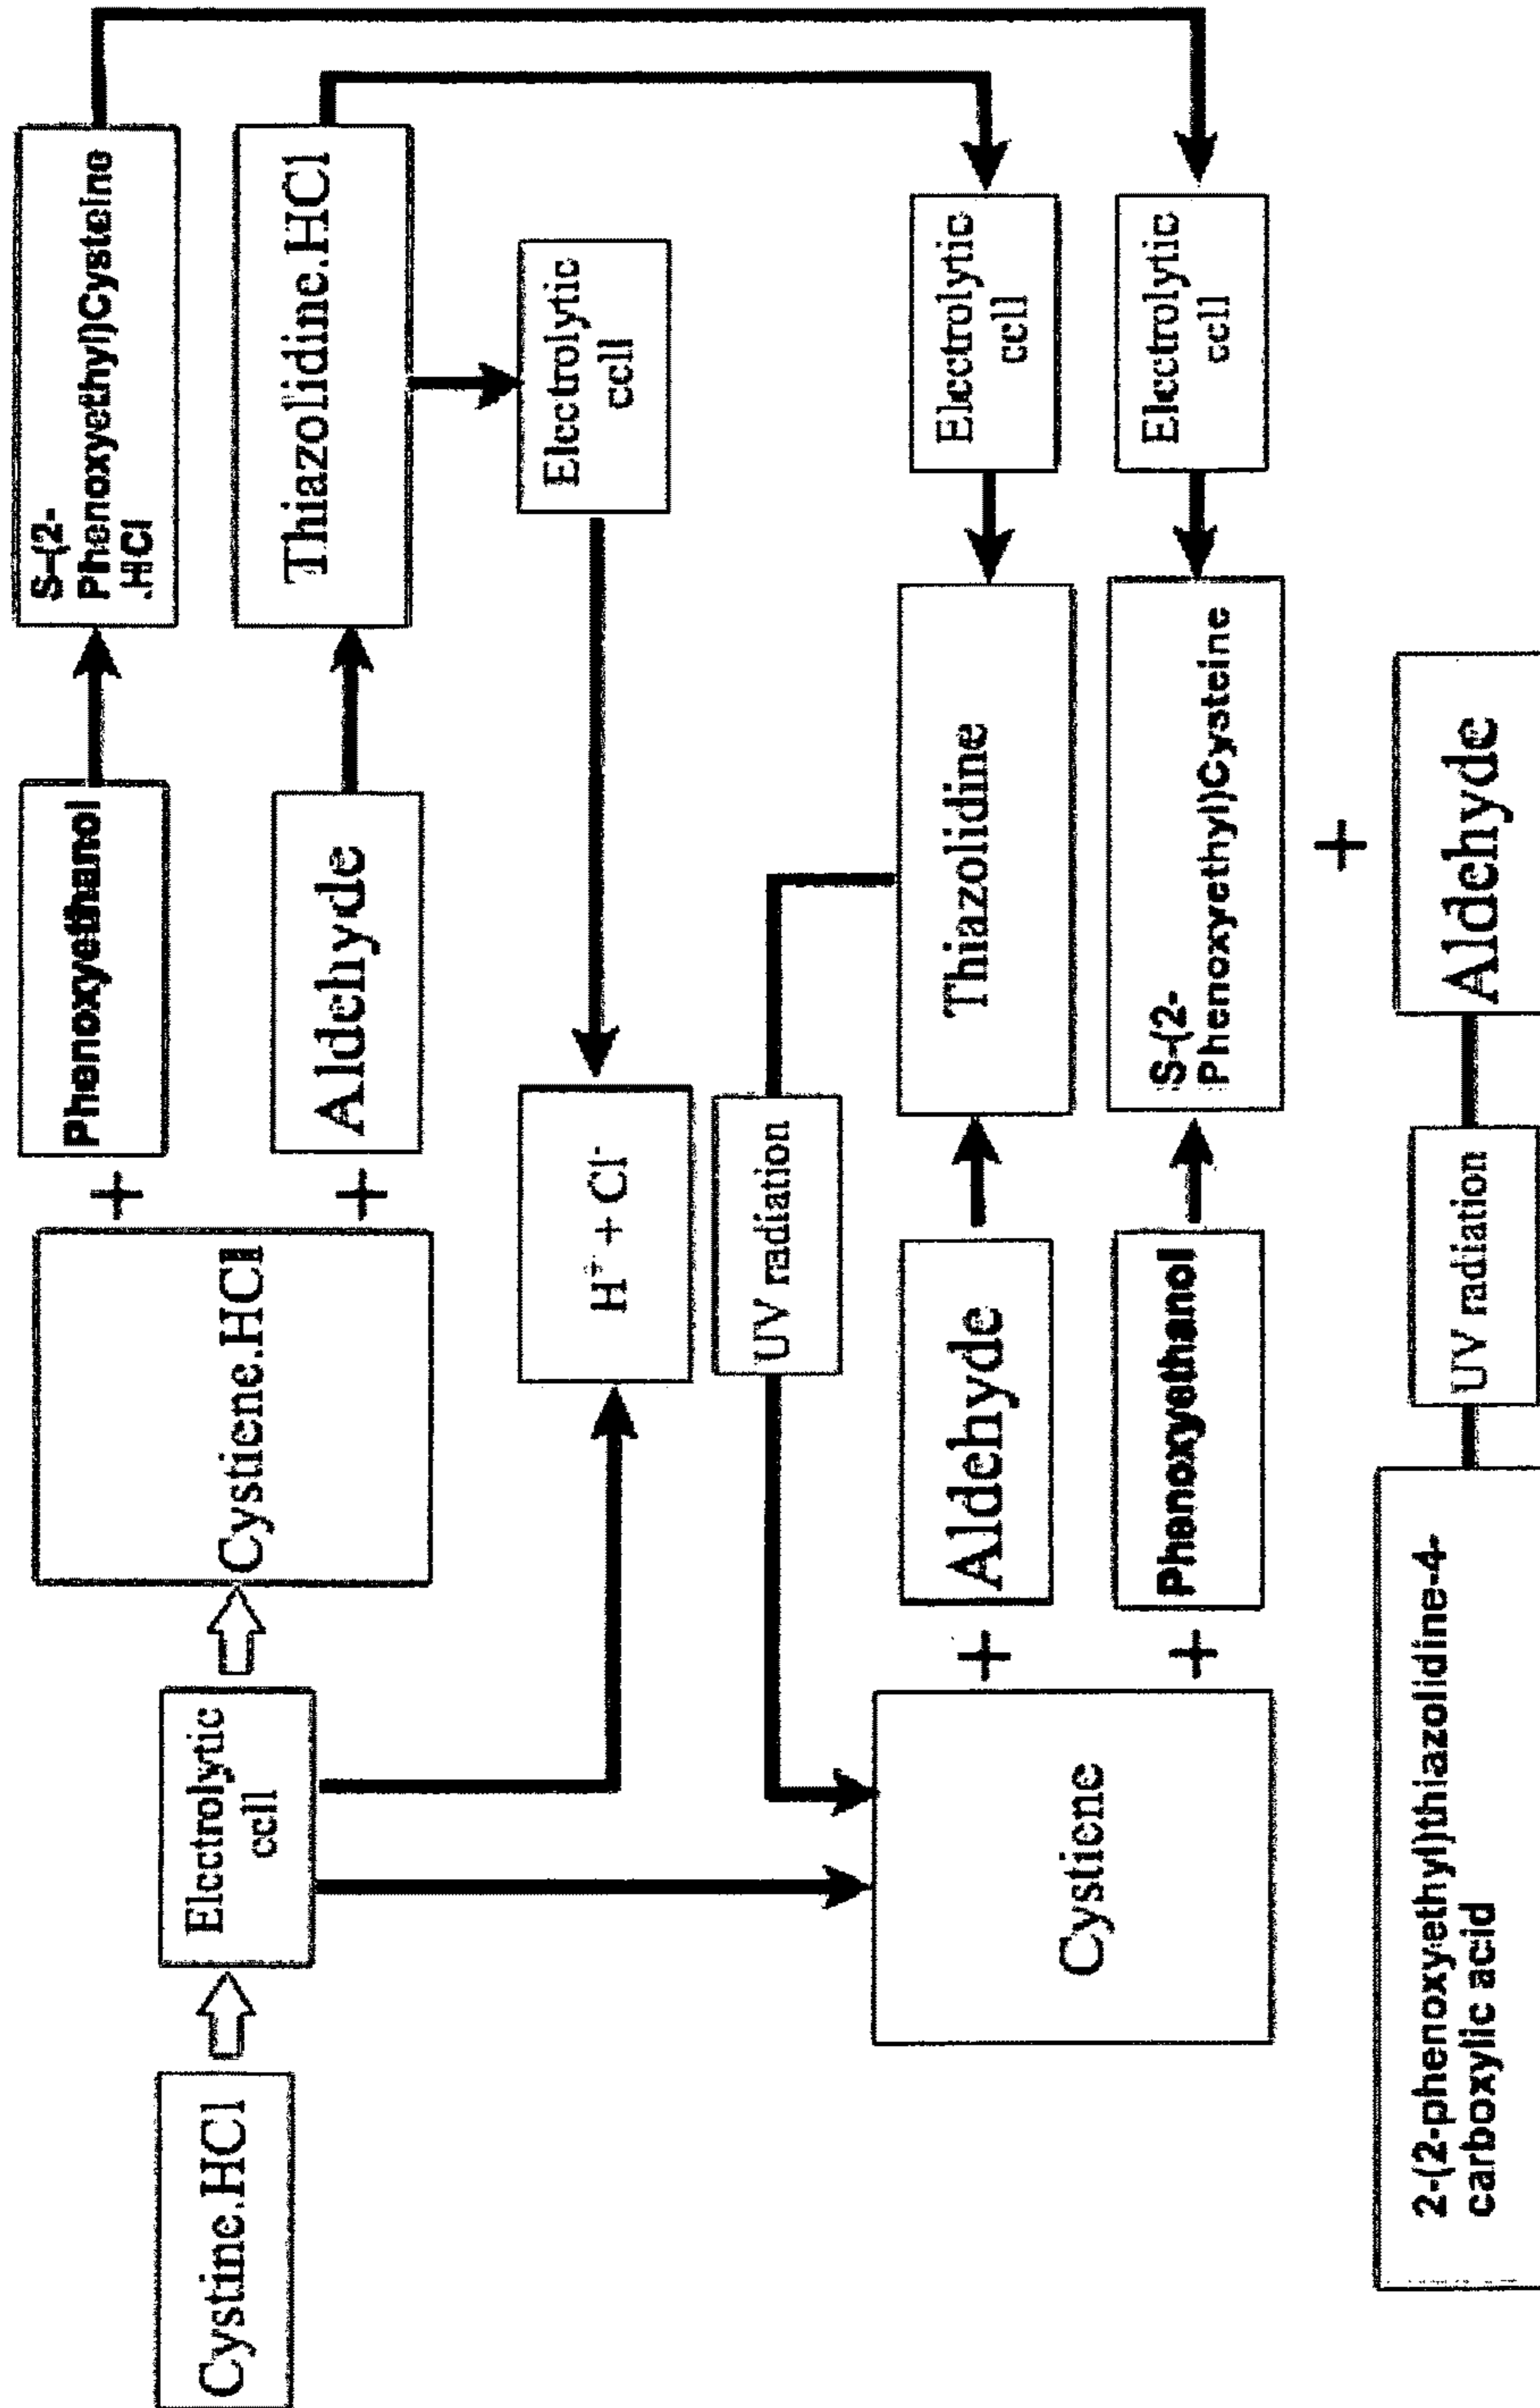 Cystine.HCl
Electrolytic
cell
Cystiene.HCl
+
Phenoxyethanol
S-(2-
Phenoxyethyl)Cysteine
.HCl
+
Aldehyde
Thiazolidine.HCl
H⁺ + Cl⁻
Electrolytic
cell
UV radiation
Cystiene
+
Aldehyde
Thiazolidine
Electrolytic
cell
+
Phenoxyethanol
S-(2-
Phenoxyethyl)Cysteine
Electrolytic
cell
+
2-(2-phenoxyethyl)thiazolidine-4-
carboxylic acid
UV radiation
Aldehyde